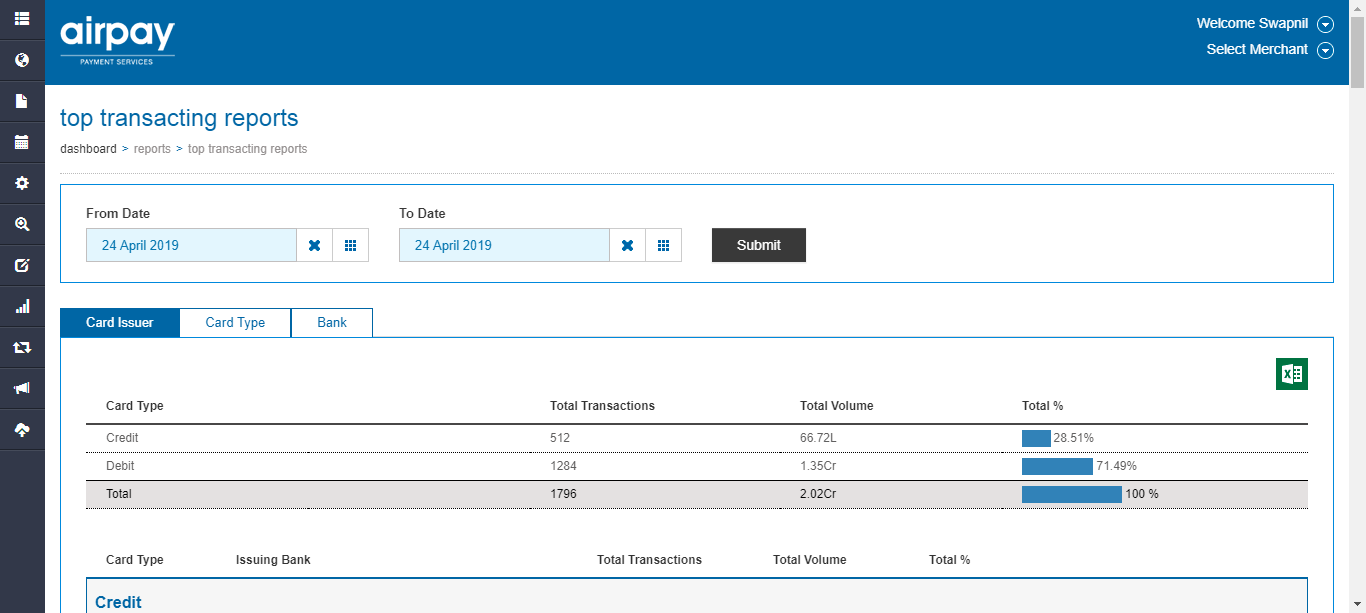 airpay
PAYMENT SERVICES
Welcome Swapnil
Select Merchant
top transacting reports
dashboard > reports > top transacting reports
From Date To Date
24 April 2019 24 April 2019 Submit
Card Issuer Card Type Bank
Card Type Total Transactions Total Volume Total %
Credit 512 66.72L 28.51%
Debit 1284 1.35Cr 71.49%
Total 1796 2.02Cr 100 %
Card Type Issuing Bank Total Transactions Total Volume Total %
Credit